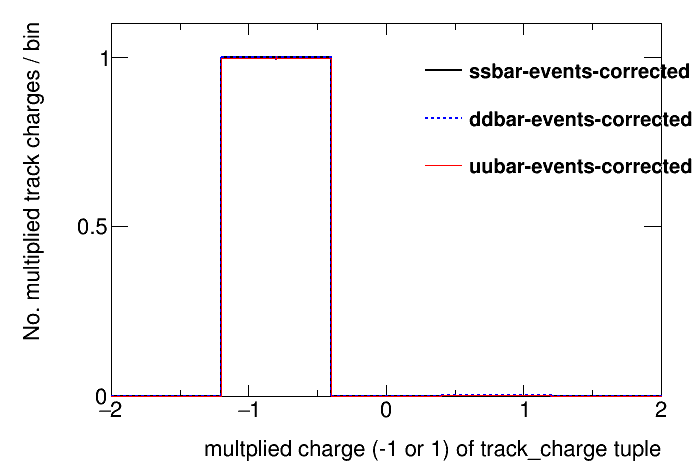 No. multiplied track charges / bin
1
0.5
0
ssbar-events-corrected
ddbar-events-corrected
uubar-events-corrected
−2 −1 0 1 2
multplied charge (-1 or 1) of track_charge tuple